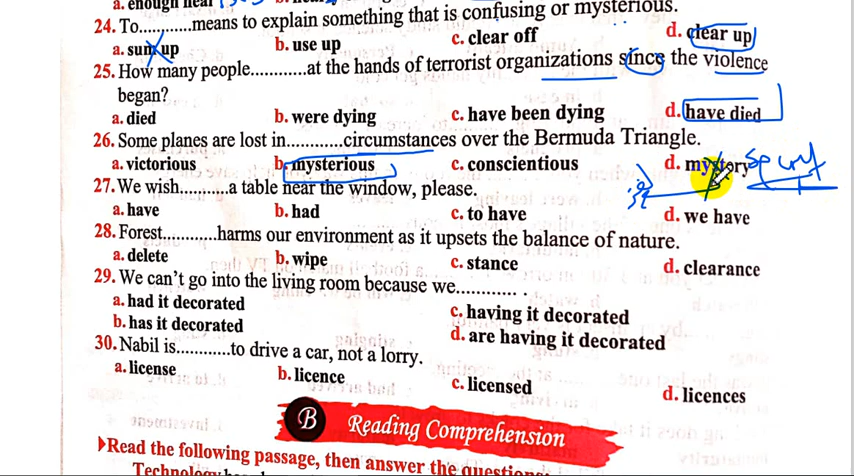 a. enough near
24. To............means to explain something that is confusing or mysterious.
a. sum up b. use up c. clear off d. clear up
25. How many people............at the hands of terrorist organizations since the violence
began?
a. died b. were dying c. have been dying d. have died
26. Some planes are lost in............circumstances over the Bermuda Triangle.
a. victorious b. mysterious c. conscientious d. mystery
27. We wish..........a table near the window, please.
a. have b. had c. to have d. we have
28. Forest............harms our environment as it upsets the balance of nature.
a. delete b. wipe c. stance d. clearance
29. We can't go into the living room because we............. .
a. had it decorated c. having it decorated
b. has it decorated d. are having it decorated
30. Nabil is............to drive a car, not a lorry.
a. license b. licence c. licensed d. licences
B Reading Comprehension
Read the following passage, then answer the
Technology